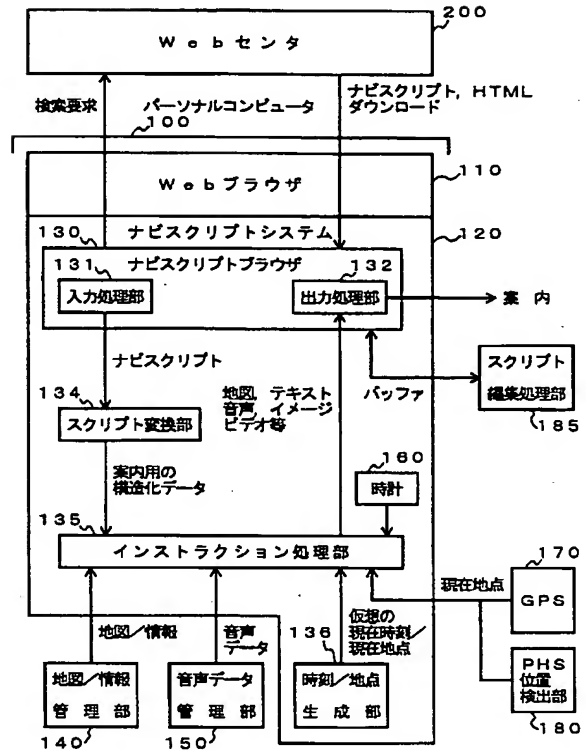 200
Webセンタ
検索要求
パーソナルコンピュータ
ナビスクリプト,HTML
ダウンロード
100
Webブラウザ
110
130
ナビスクリプトシステム
120
ナビスクリプトブラウザ
131
132
入力処理部
出力処理部
案内
ナビスクリプト
地図,テキスト
音声,イメージ
ビデオ等
バッファ
スクリプト
編集処理部
185
134
スクリプト変換部
案内用の
構造化データ
160
時計
135
インストラクション処理部
現在地点
170
GPS
地図/情報
音声
データ
136
仮想の
現在時刻/
現在地点
PHS
位置
検出部
180
地図/情報
管理部
140
音声データ
管理部
150
時刻/地点
生成部